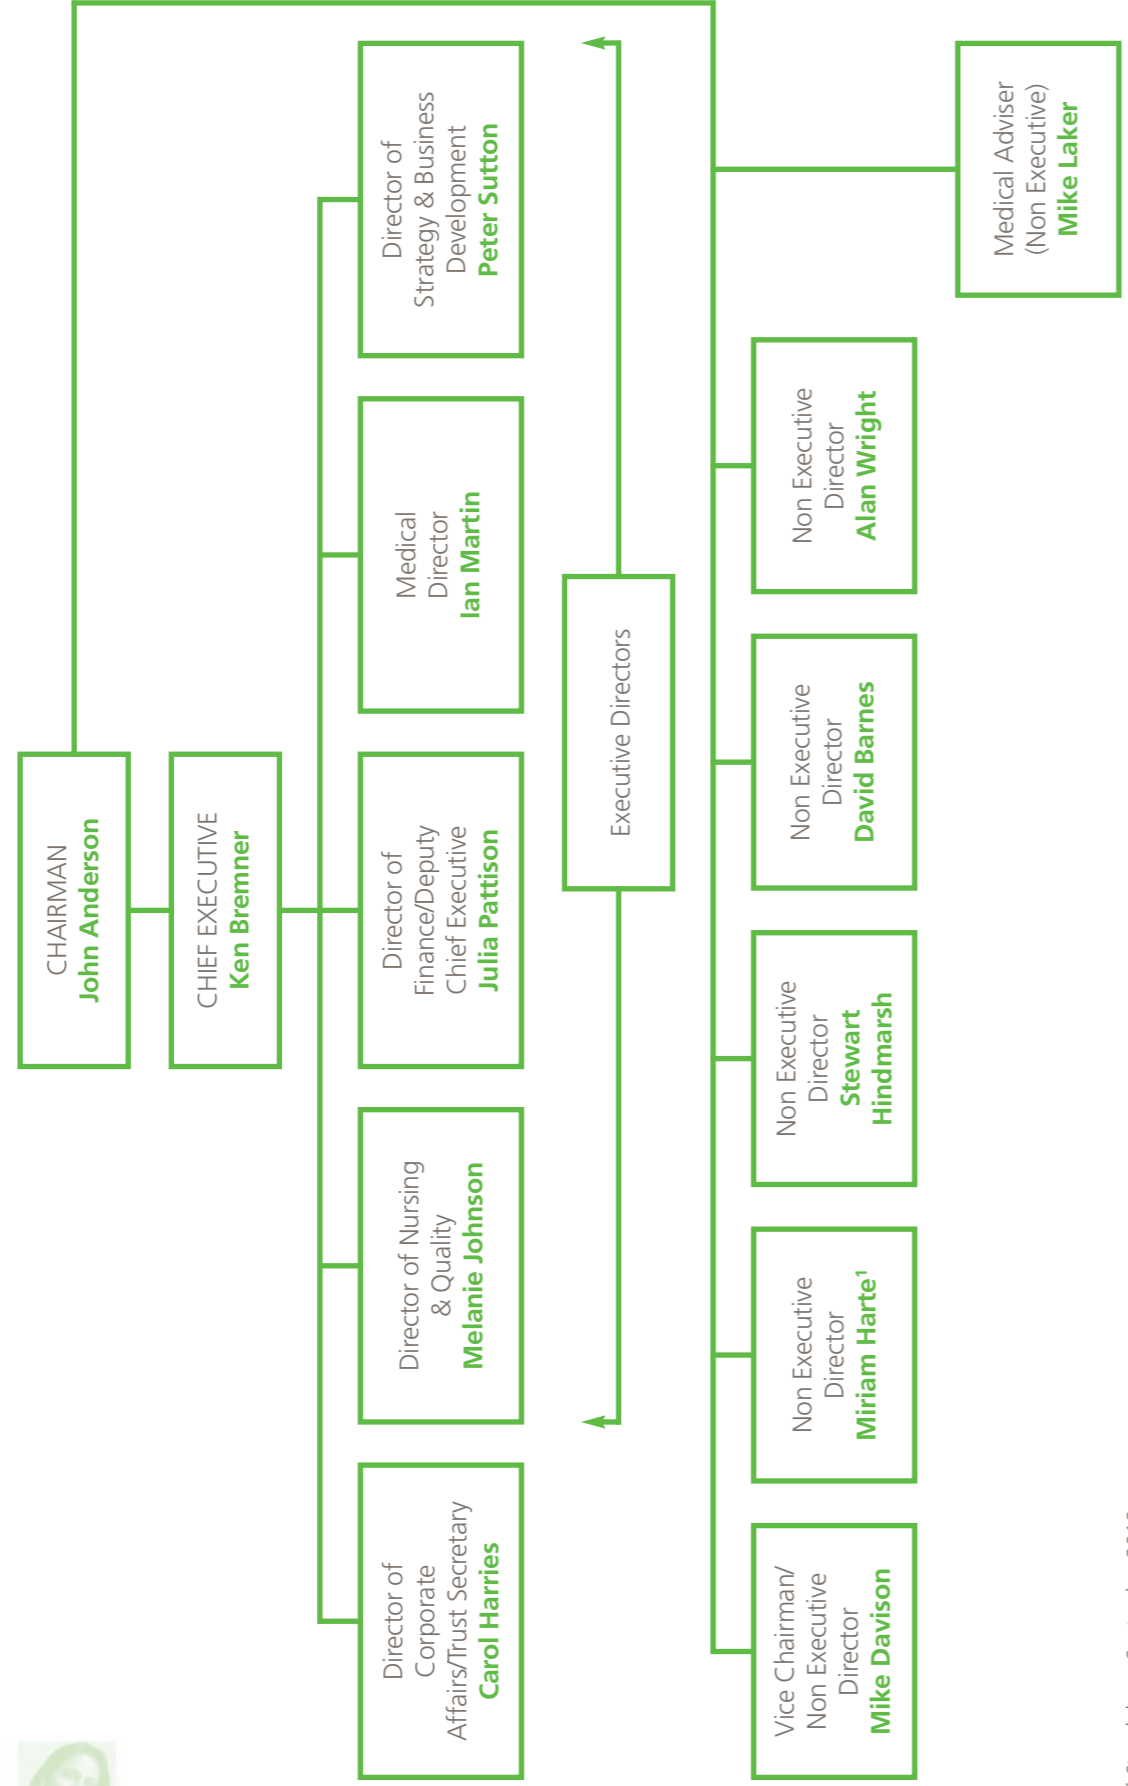 CHAIRMAN
John Anderson
CHIEF EXECUTIVE
Ken Bremner
Director of
Corporate
Affairs/Trust Secretary
Carol Harries
Director of Nursing
& Quality
Melanie Johnson
Director of
Finance/Deputy
Chief Executive
Julia Pattison
Medical
Director
Ian Martin
Director of
Strategy & Business
Development
Peter Sutton
Executive Directors
Vice Chairman/
Non Executive
Director
Mike Davison
Non Executive
Director
Miriam Harte¹
Non Executive
Director
Stewart
Hindmarsh
Non Executive
Director
David Barnes
Non Executive
Director
Alan Wright
Medical Adviser
(Non Executive)
Mike Laker